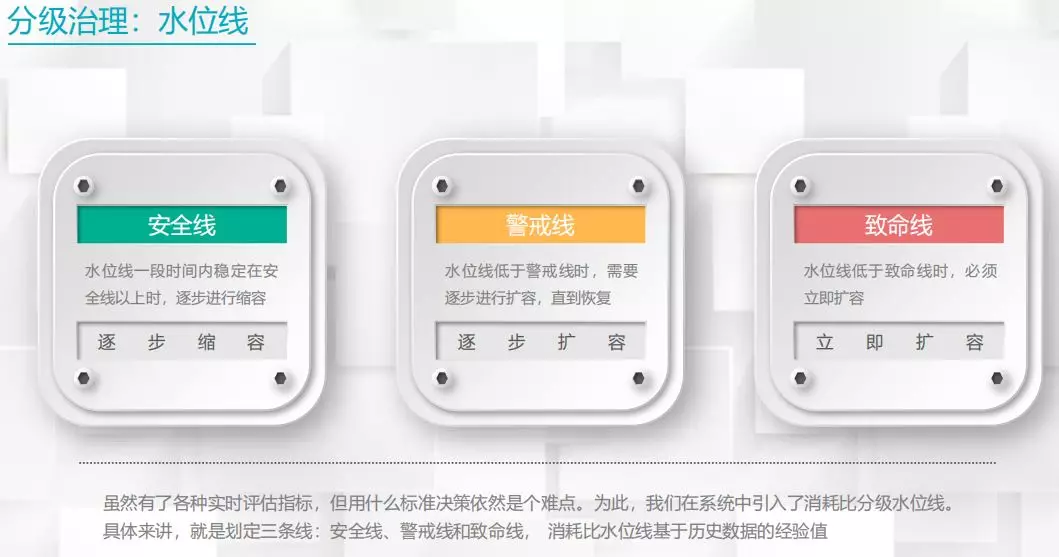 分级治理：水位线
安全线
水位线一段时间内稳定在安
全线以上时，逐步进行缩容
逐 步 缩 容
警戒线
水位线低于警戒线时，需要
逐步进行扩容，直到恢复
逐 步 扩 容
致命线
水位线低于致命线时，必须
立即扩容
立 即 扩 容
虽然有了各种实时评估指标，但用什么标准决策依然是个难点。为此，我们在系统中引入了消耗比分级水位线。
具体来讲，就是划定三条线：安全线、警戒线和致命线， 消耗比水位线基于历史数据的经验值